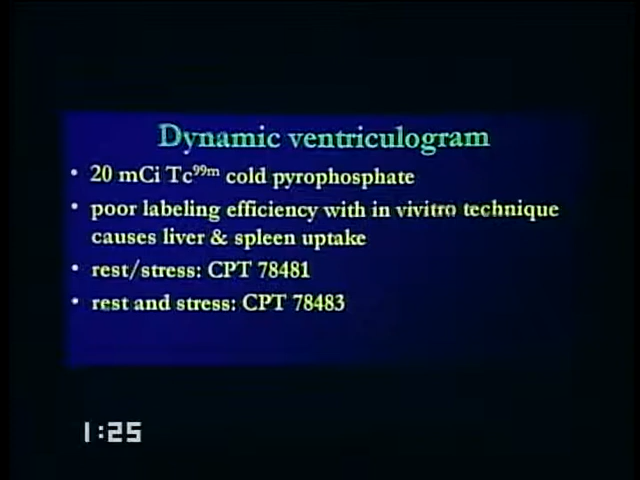 Dynamic ventriculogram
• 20 mCi Tc99m cold pyrophosphate
• poor labeling efficiency with in vivitro technique
causes liver & spleen uptake
• rest/stress: CPT 78481
• rest and stress: CPT 78483
1:25